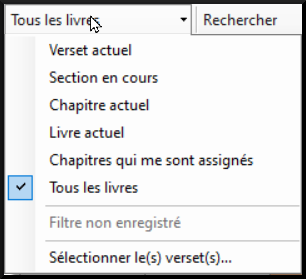 Tous les livres
Rechercher
Verset actuel
Section en cours
Chapitre actuel
Livre actuel
Chapitres qui me sont assignés
Tous les livres
Filtre non enregistré
Sélectionner le(s) verset(s)...